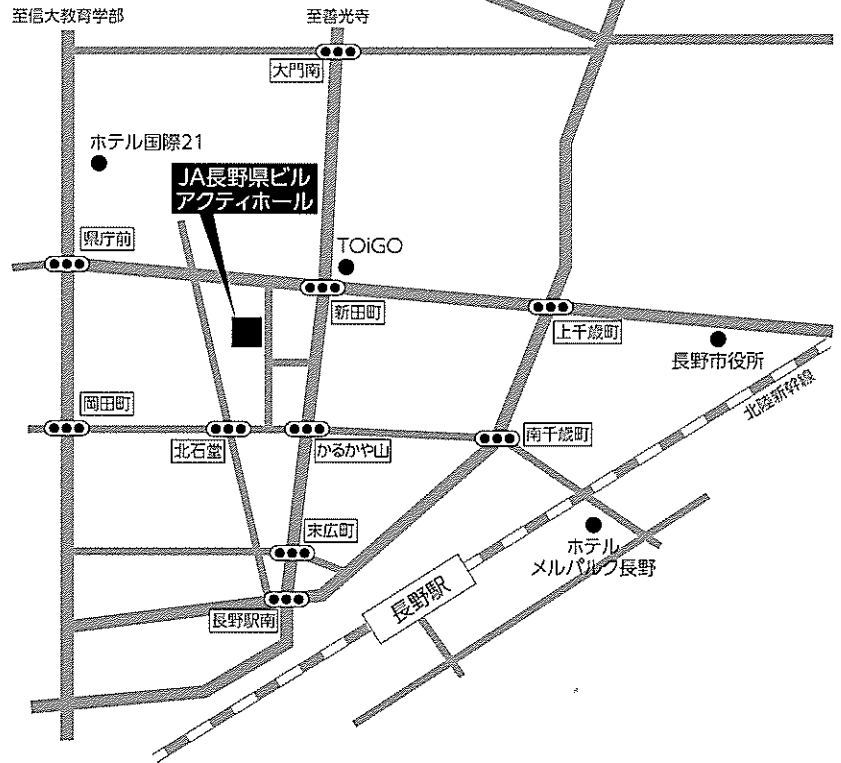 至信大教育学部
至善光寺
大門南
ホテル国際21
JA長野県ビル
アクティホール
県庁前
TOiGO
新田町
上千歳町
長野市役所
北陸新幹線
岡田町
北石堂
かるかや山
南千歳町
末広町
ホテル
メルパルク長野
長野駅
長野駅南